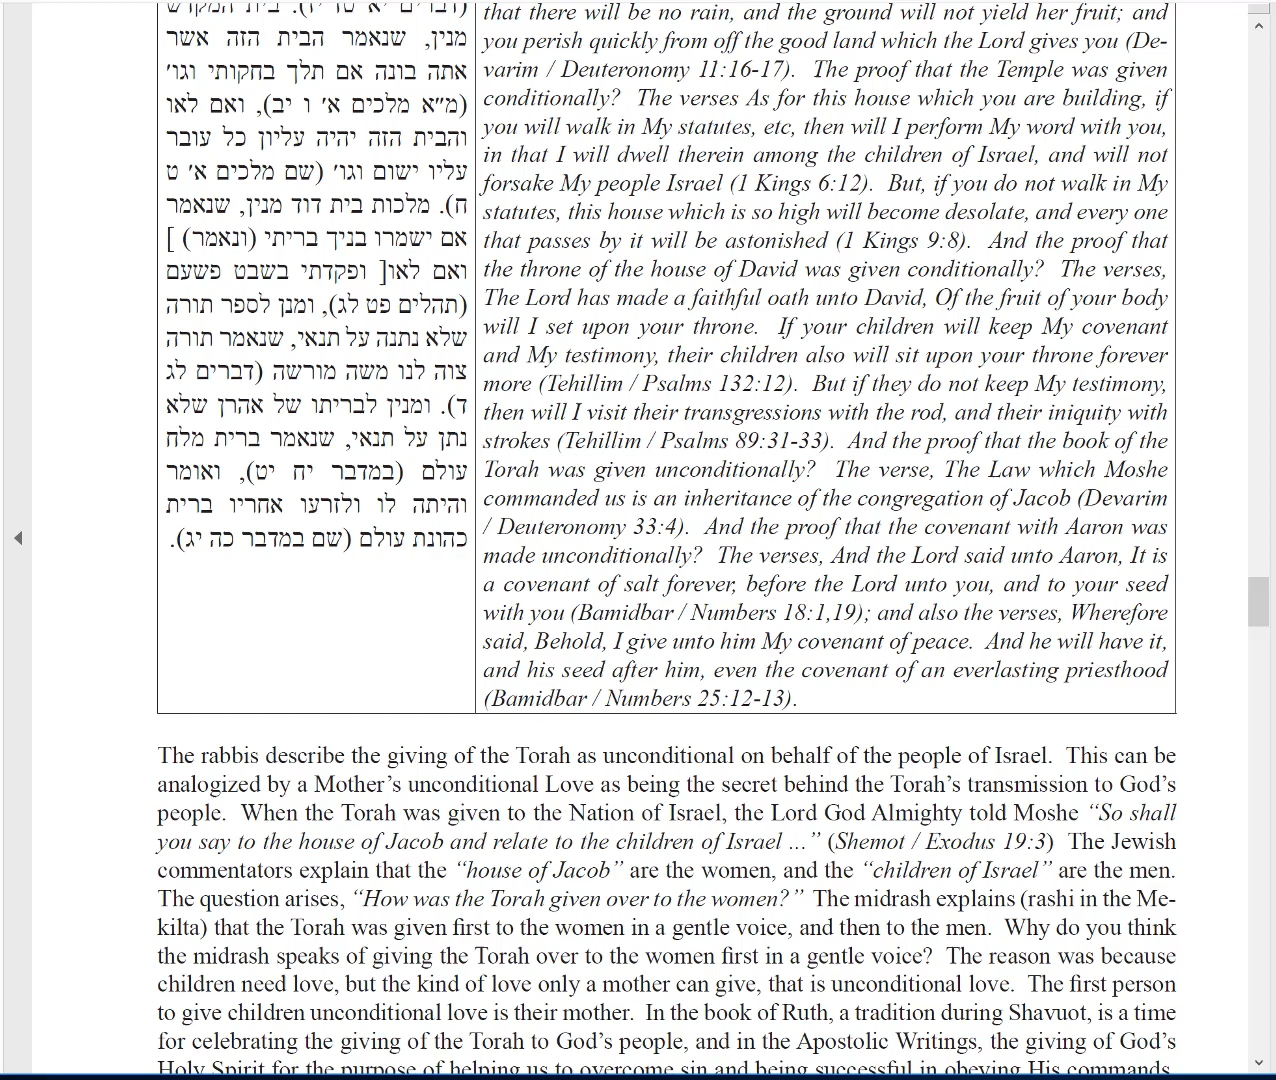 מנין, שנאמר הבית הזה אשר
אתה בונה אם תלך בחקותי וגו'
(מ"א מלכים א' ו יב), ואם לאו
והבית הזה יהיה עליון כל עובר
עליו ישום וגו' (שם מלכים א' ט
ח). מלכות בית דוד מנין, שנאמר
אם ישמרו בניך בריתי (ונאמר) [
ואם לאו] ופקדתי בשבט פשעם
(תהלים פט לג), ומנן לספר תורה
שלא נתנה על תנאי, שנאמר תורה
צוה לנו משה מורשה (דברים לג
ד). ומנין לבריתו של אהרן שלא
נתן על תנאי, שנאמר ברית מלח
עולם (במדבר יח יט), ואומר
והיתה לו ולזרעו אחריו ברית
כהונת עולם (שם במדבר כה יג).
that there will be no rain, and the ground will not yield her fruit; and
you perish quickly from off the good land which the Lord gives you (De-
varim / Deuteronomy 11:16-17).  The proof that the Temple was given
conditionally?  The verses As for this house which you are building, if
you will walk in My statutes, etc, then will I perform My word with you,
in that I will dwell therein among the children of Israel, and will not
forsake My people Israel (1 Kings 6:12).  But, if you do not walk in My
statutes, this house which is so high will become desolate, and every one
that passes by it will be astonished (1 Kings 9:8).  And the proof that
the throne of the house of David was given conditionally?  The verses,
The Lord has made a faithful oath unto David, Of the fruit of your body
will I set upon your throne.  If your children will keep My covenant
and My testimony, their children also will sit upon your throne forever
more (Tehillim / Psalms 132:12).  But if they do not keep My testimony,
then will I visit their transgressions with the rod, and their iniquity with
strokes (Tehillim / Psalms 89:31-33).  And the proof that the book of the
Torah was given unconditionally?  The verse, The Law which Moshe
commanded us is an inheritance of the congregation of Jacob (Devarim
/ Deuteronomy 33:4).  And the proof that the covenant with Aaron was
made unconditionally?  The verses, And the Lord said unto Aaron, It is
a covenant of salt forever, before the Lord unto you, and to your seed
with you (Bamidbar / Numbers 18:1,19); and also the verses, Wherefore
said, Behold, I give unto him My covenant of peace.  And he will have it,
and his seed after him, even the covenant of an everlasting priesthood
(Bamidbar / Numbers 25:12-13).
The rabbis describe the giving of the Torah as unconditional on behalf of the people of Israel.  This can be
analogized by a Mother's unconditional Love as being the secret behind the Torah's transmission to God's
people.  When the Torah was given to the Nation of Israel, the Lord God Almighty told Moshe “So shall
you say to the house of Jacob and relate to the children of Israel ...” (Shemot / Exodus 19:3)  The Jewish
commentators explain that the “house of Jacob” are the women, and the “children of Israel” are the men.
The question arises, “How was the Torah given over to the women?”  The midrash explains (rashi in the Me-
kilta) that the Torah was given first to the women in a gentle voice, and then to the men.  Why do you think
the midrash speaks of giving the Torah over to the women first in a gentle voice?  The reason was because
children need love, but the kind of love only a mother can give, that is unconditional love.  The first person
to give children unconditional love is their mother.  In the book of Ruth, a tradition during Shavuot, is a time
for celebrating the giving of the Torah to God's people, and in the Apostolic Writings, the giving of God's
Holy Spirit for the purpose of helping us to overcome sin and being successful in obeying His commands.